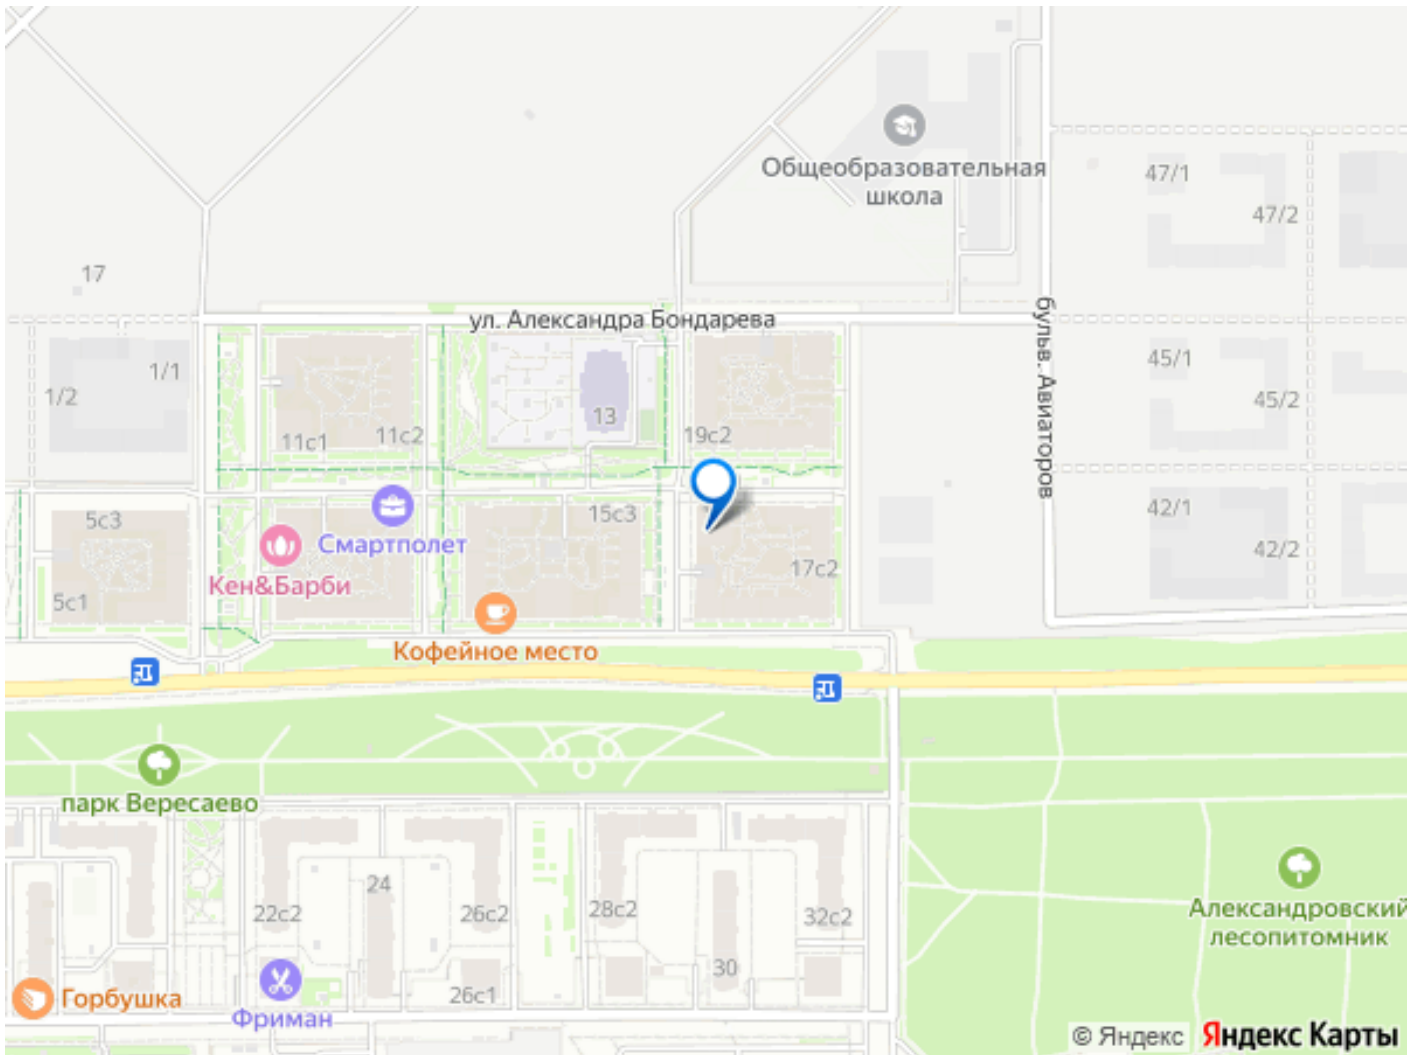 Общеобразовательная
школа
47/1
47/2
17
ул. Александра Бондарева
бульв. Авиаторов
1/1
1/2
45/1
45/2
13
11с1
11с2
19с2
42/1
42/2
5с3
15с3
Смартполет
Кен&Барби
17с2
5с1
Кофейное место
парк Вересаево
24
22с2
26с2
28с2
32с2
Александровский
лесопитомник
30
26с1
Горбушка
Фриман
© Яндекс Яндекс Карты